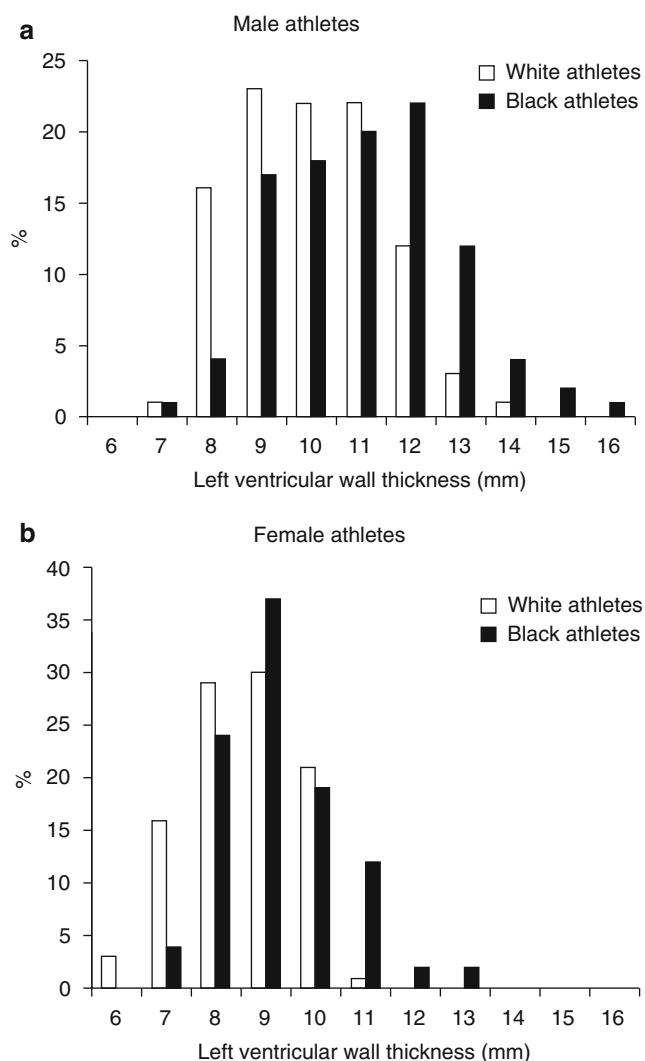 a
Male athletes
White athletes
Black athletes
25
20
15
10
5
0
%
6 7 8 9 10 11 12 13 14 15 16
Left ventricular wall thickness (mm)
b
Female athletes
White athletes
Black athletes
40
35
30
25
20
15
10
5
0
%
6 7 8 9 10 11 12 13 14 15 16
Left ventricular wall thickness (mm)